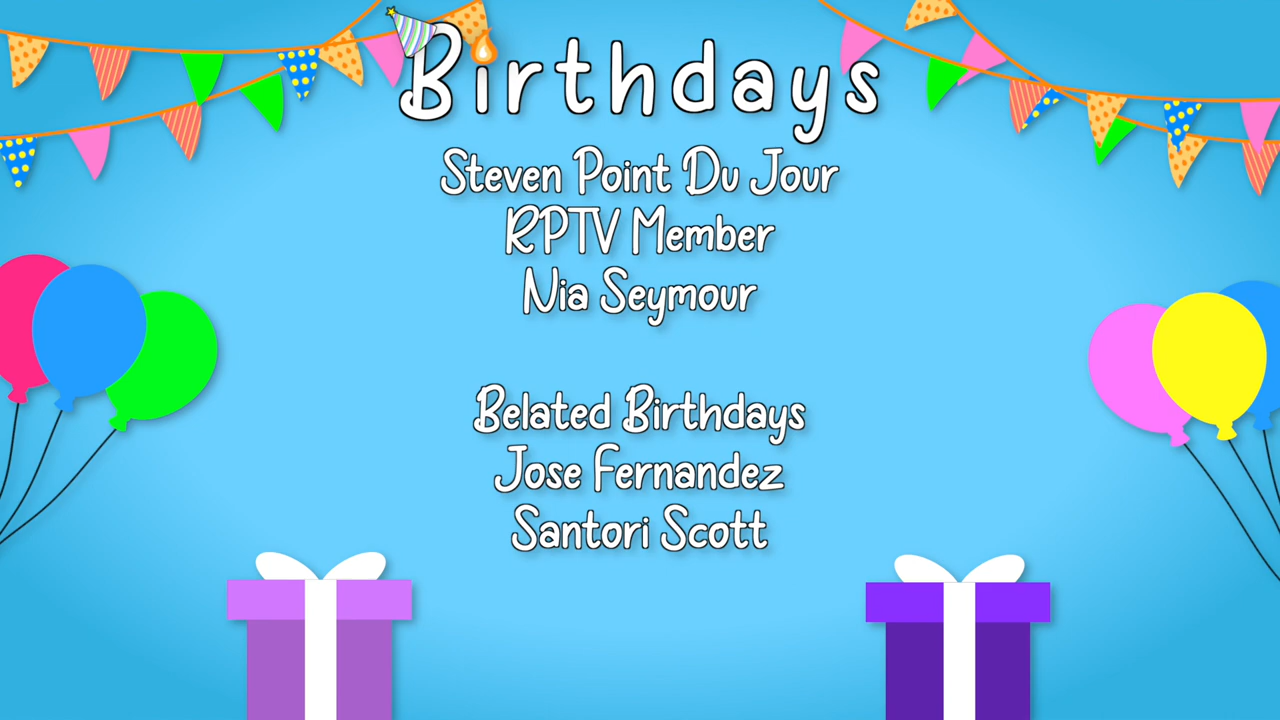 Birthdays
Steven Point Du Jour
RPTV Member
Nia Seymour
Belated Birthdays
Jose Fernandez
Santori Scott